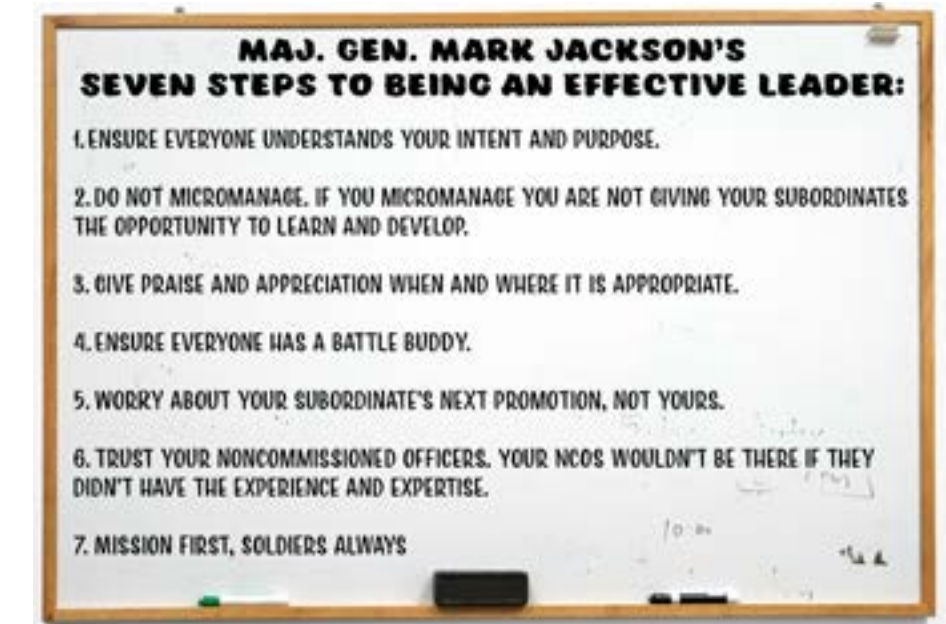 MAJ. GEN. MARK JACKSON'S
SEVEN STEPS TO BEING AN EFFECTIVE LEADER:
1. ENSURE EVERYONE UNDERSTANDS YOUR INTENT AND PURPOSE.
2. DO NOT MICROMANAGE. IF YOU MICROMANAGE YOU ARE NOT GIVING YOUR SUBORDINATES
THE OPPORTUNITY TO LEARN AND DEVELOP.
3. GIVE PRAISE AND APPRECIATION WHEN AND WHERE IT IS APPROPRIATE.
4. ENSURE EVERYONE HAS A BATTLE BUDDY.
5. WORRY ABOUT YOUR SUBORDINATE'S NEXT PROMOTION, NOT YOURS.
6. TRUST YOUR NONCOMMISSIONED OFFICERS. YOUR NCOS WOULDN'T BE THERE IF THEY
DIDN'T HAVE THE EXPERIENCE AND EXPERTISE.
7. MISSION FIRST, SOLDIERS ALWAYS